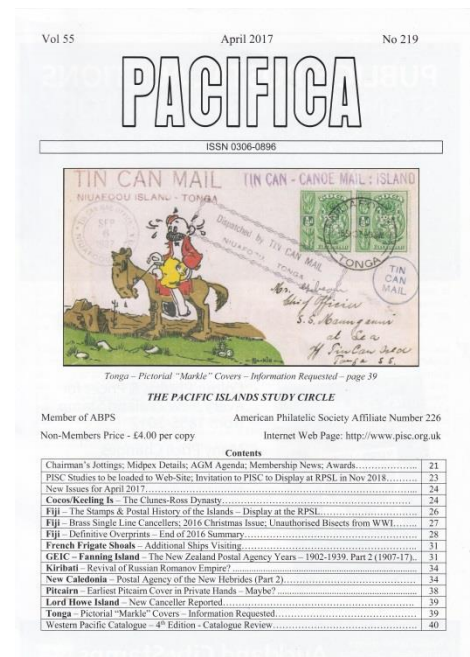 Vol 55 April 2017 No 219
PACIFICA
ISSN 0306-0896
TIN CAN MAIL TIN CAN - CANOE MAIL : ISLAND
NIUAFOOU ISLAND - TONGA
Dispatched by TIN CAN MAIL
NIUAFOOU TONGA
TONGA
TIN
CAN
MAIL
Mr.
Chief Officer
S.S. Maunganui
at Sea
Tin Can
Tonga
Tonga – Pictorial "Markle" Covers – Information Requested – page 39
THE PACIFIC ISLANDS STUDY CIRCLE
Member of ABPS American Philatelic Society Affiliate Number 226
Non-Members Price - £4.00 per copy Internet Web Page: http://www.pisc.org.uk
Contents
Chairman's Jottings; Midpex Details; AGM Agenda; Membership News; Awards 21
PISC Studies to be loaded to Web-Site; Invitation to PISC to Display at RPSL in Nov 2018 23
New Issues for April 2017 24
Cocos/Keeling Is – The Clunes-Ross Dynasty 24
Fiji – The Stamps & Postal History of the Islands – Display at the RPSL 26
Fiji – Brass Single Line Cancellers; 2016 Christmas Issue; Unauthorised Bisects from WWI 27
Fiji – Definitive Overprints – End of 2016 Summary 28
French Frigate Shoals – Additional Ships Visiting 31
GEIC – Fanning Island – The New Zealand Postal Agency Years – 1902-1939. Part 2 (1907-17) 31
Kiribati – Revival of Russian Romanov Empire? 34
New Caledonia – Postal Agency of the New Hebrides (Part 2) 34
Pitcairn – Earliest Pitcairn Cover in Private Hands – Maybe? 38
Lord Howe Island – New Canceller Reported 39
Tonga – Pictorial "Markle" Covers – Information Requested 39
Western Pacific Catalogue – 4th Edition - Catalogue Review 40